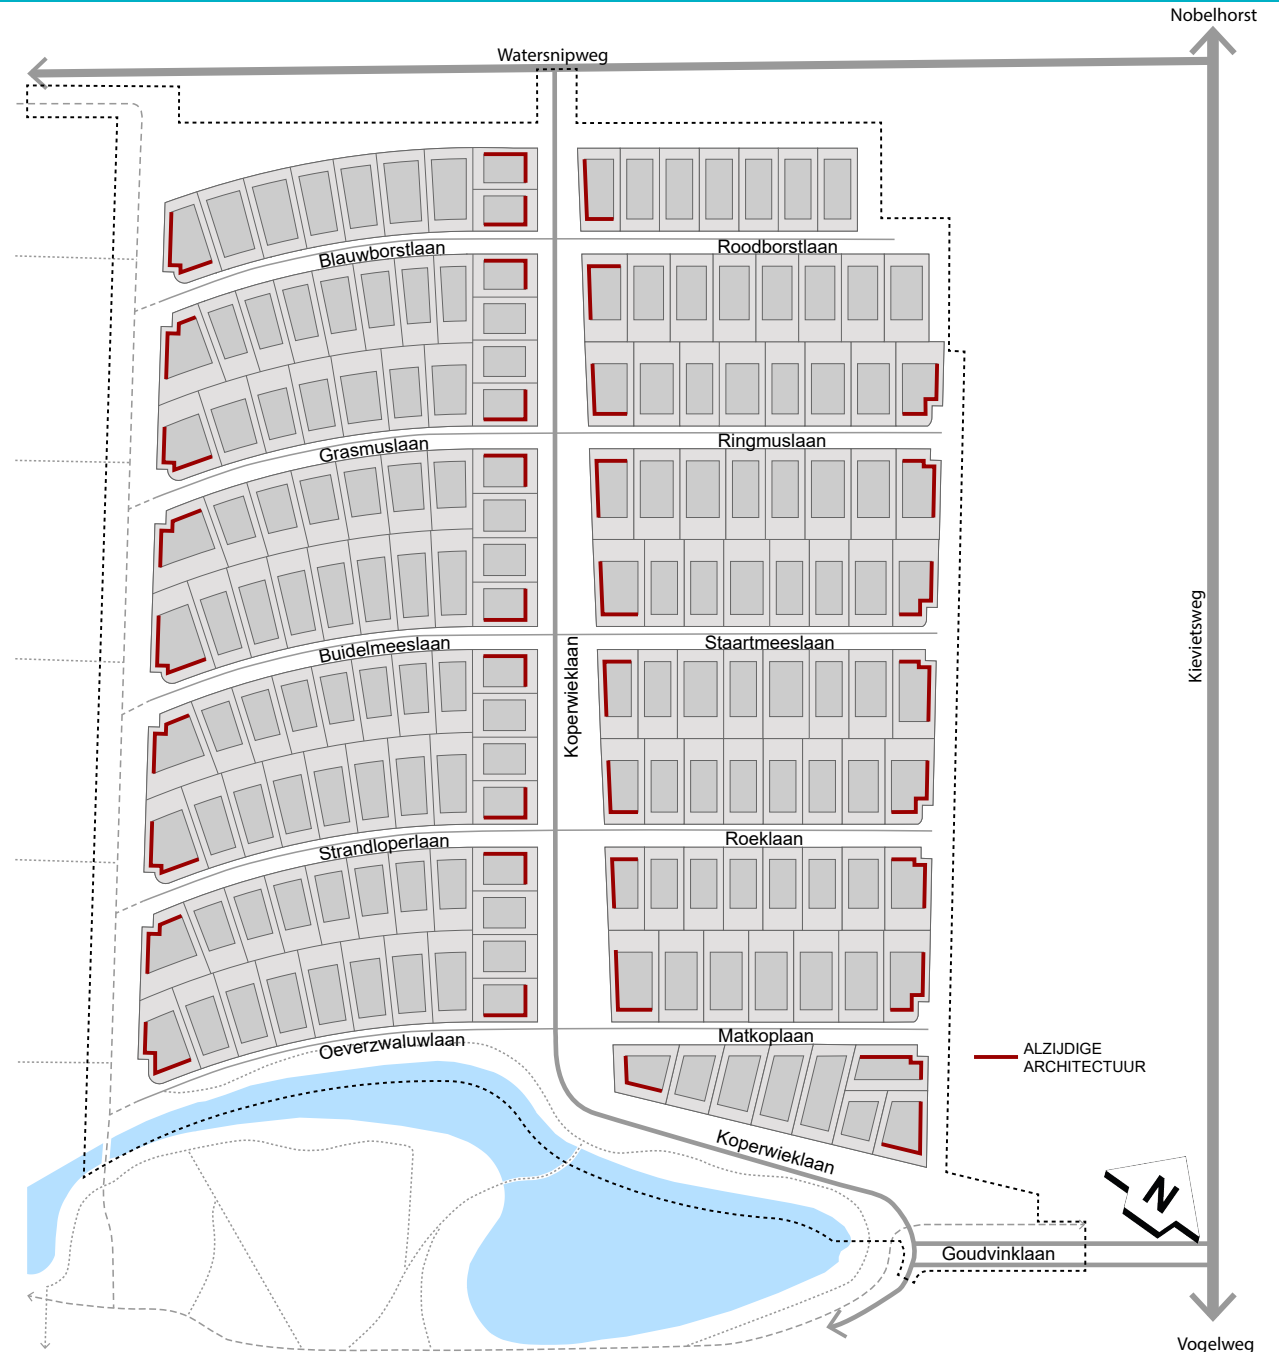 Nobelhorst
Watersnipweg
Blauwborstlaan
Roodborstlaan
Grasmuslaan
Ringmuslaan
Kievietsweg
Koperwieklaan
Buidelmeeslaan
Staartmeeslaan
Strandloperlaan
Roeklaan
Oeverzwaluwlaan
Matkoplaan
ALZIJDIGE
ARCHITECTUUR
Koperwieklaan
N
Goudvinklaan
Vogelweg